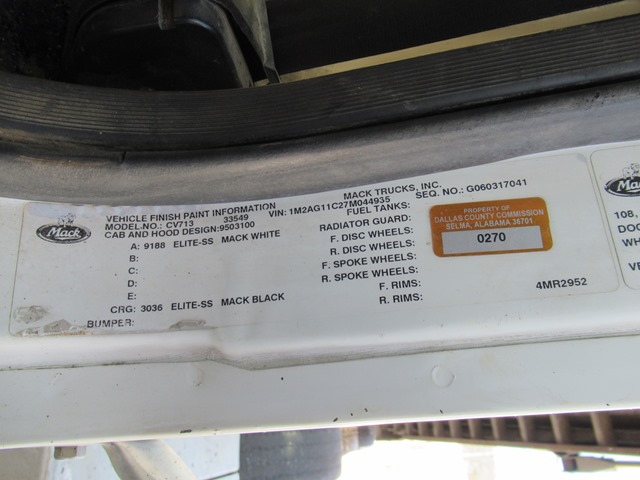 Mack
MACK TRUCKS, INC.
VEHICLE FINISH PAINT INFORMATION VIN: 1M2AG11C27M044935 SEQ. NO.: G060317041
MODEL-NO.: CV713 33549 FUEL TANKS:
CAB AND HOOD DESIGN:9503100 RADIATOR GUARD:
A: 9188 ELITE-SS MACK WHITE F. DISC WHEELS:
B: R. DISC WHEELS:
C: F. SPOKE WHEELS:
D: R. SPOKE WHEELS:
E: F. RIMS: 4MR2952
CRG: 3036 ELITE-SS MACK BLACK R. RIMS:
BUMPER:
PROPERTY OF
DALLAS COUNTY COMMISSION
SELMA, ALABAMA 36701
0270
Mack
108.
DOO
WH
VE